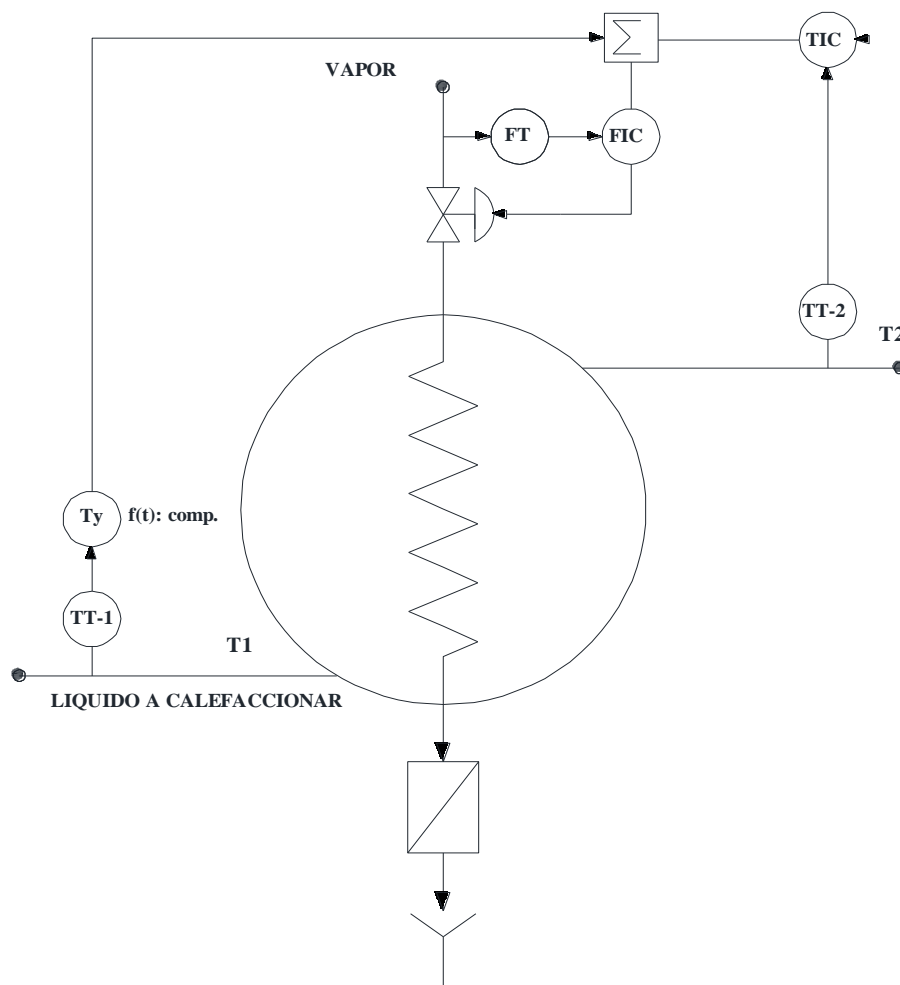 Σ
TIC
VAPOR
FT
FIC
TT-2
T2
Ty
f(t): comp.
TT-1
T1
LIQUIDO A CALEFACCIONAR